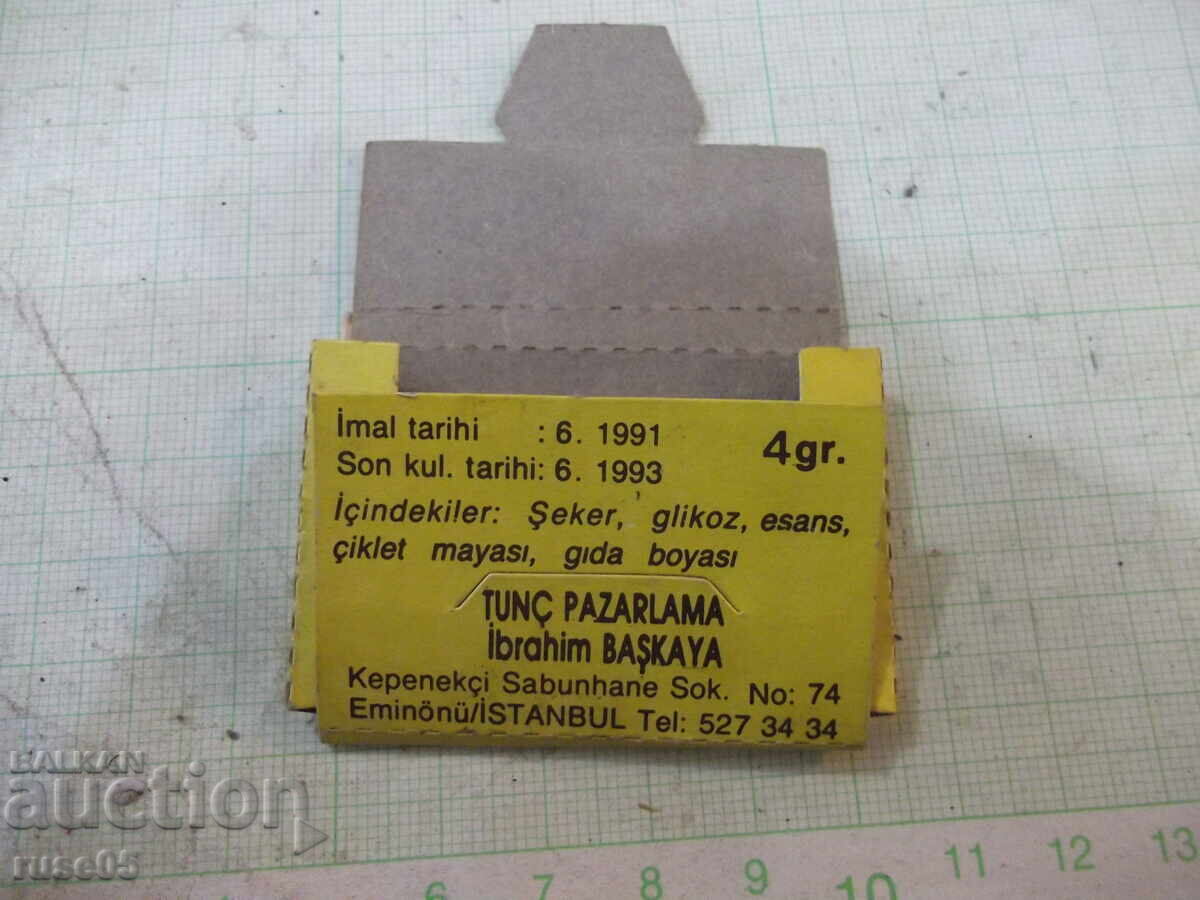 İmal tarihi : 6. 1991
Son kul. tarihi: 6. 1993
4gr.
İçindekiler: Şeker, glikoz, esans,
çiklet mayası, gıda boyası
TUNÇ PAZARLAMA
İbrahim BAŞKAYA
Kepenekçi Sabunhane Sok. No: 74
Eminönü/İSTANBUL Tel: 527 34 34
BALKAN
auction
ruse05
6 7 8 9 10 11 12 13